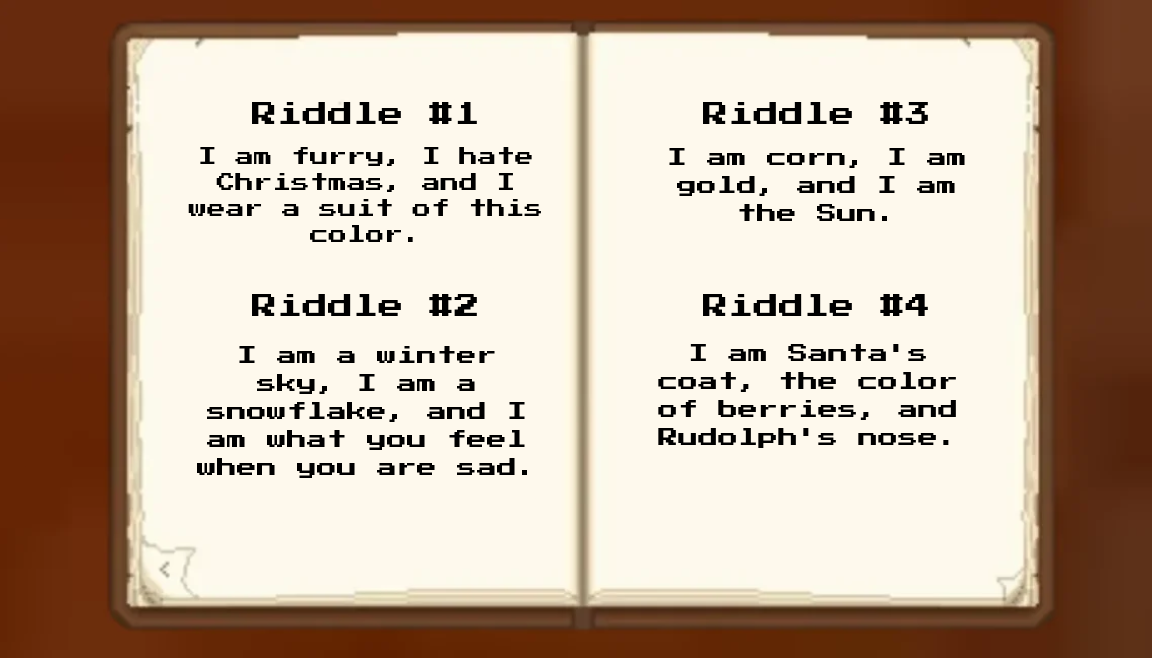 Riddle #1
I am furry, I hate
Christmas, and I
wear a suit of this
color.
Riddle #2
I am a winter
sky, I am a
snowflake, and I
am what you feel
when you are sad.
Riddle #3
I am corn, I am
gold, and I am
the Sun.
Riddle #4
I am Santa's
coat, the color
of berries, and
Rudolph's nose.